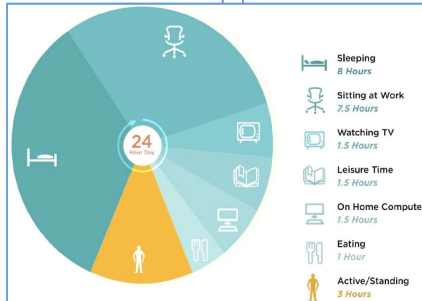 24
Hour Day
Sleeping
8 Hours
Sitting at Work
7.5 Hours
Watching TV
1.5 Hours
Leisure Time
1.5 Hours
On Home Compute
1.5 Hours
Eating
1 Hour
Active/Standing
3 Hours